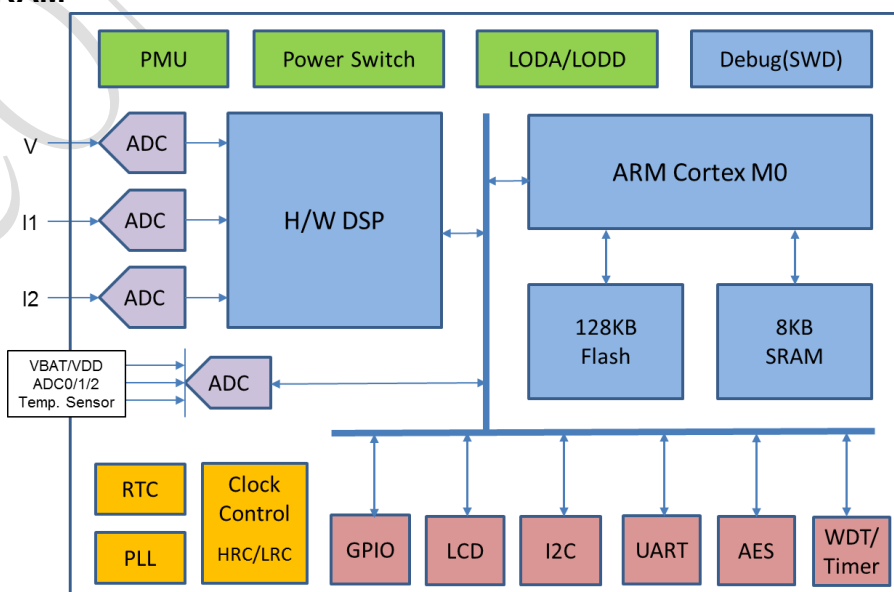 PMU
Power Switch
LODA/LODD
Debug(SWD)
V
ADC
I1
ADC
I2
ADC
H/W DSP
ARM Cortex M0
128KB
Flash
8KB
SRAM
VBAT/VDD
ADC0/1/2
Temp. Sensor
ADC
RTC
PLL
Clock
Control
HRC/LRC
GPIO
LCD
I2C
UART
AES
WDT/
Timer